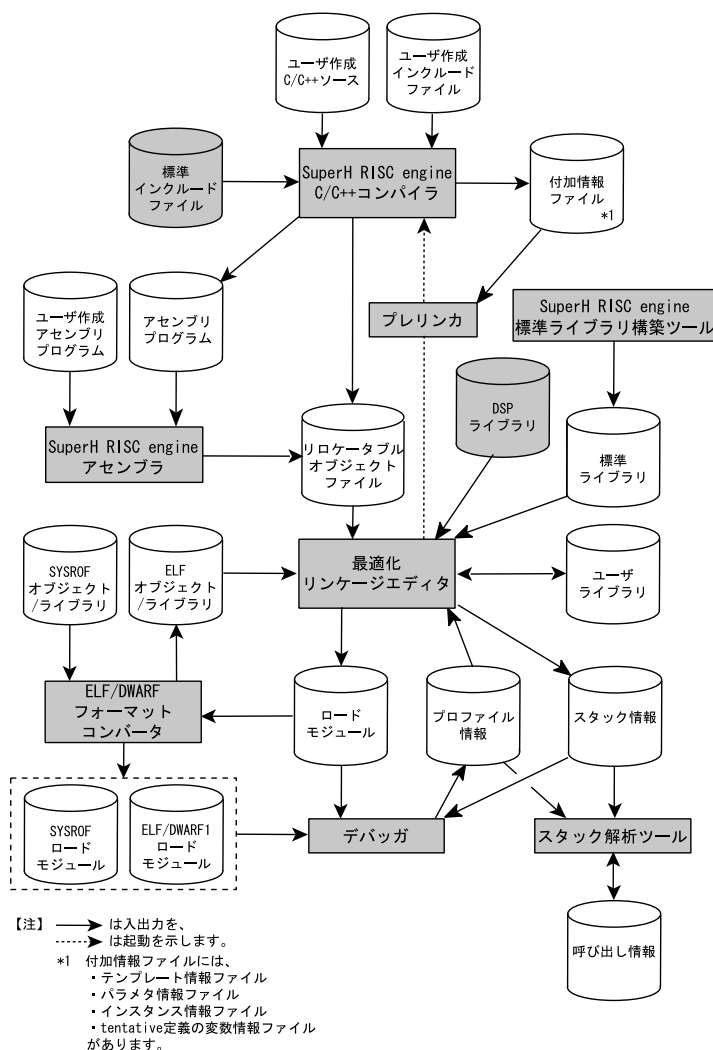 ユーザ作成
C/C++ソース
ユーザ作成
インクルード
ファイル
標準
インクルード
ファイル
SuperH RISC engine
C/C++コンパイラ
付加情報
ファイル
*1
ユーザ作成
アセンブリ
プログラム
アセンブリ
プログラム
プレリンカ
SuperH RISC engine
標準ライブラリ構築ツール
DSP
ライブラリ
SuperH RISC engine
アセンブラ
リロケータブル
オブジェクト
ファイル
標準
ライブラリ
SYSROF
オブジェクト
/ライブラリ
ELF
オブジェクト
/ライブラリ
最適化
リンケージエディタ
ユーザ
ライブラリ
ELF/DWARF
フォーマット
コンバータ
ロード
モジュール
プロファイル
情報
スタック情報
SYSROF
ロード
モジュール
ELF/DWARF1
ロード
モジュール
デバッガ
スタック解析ツール
呼び出し情報
【注】 は入出力を、
は起動を示します。
*1 付加情報ファイルには、
・テンプレート情報ファイル
・パラメタ情報ファイル
・インスタンス情報ファイル
・tentative定義の変数情報ファイル
があります。